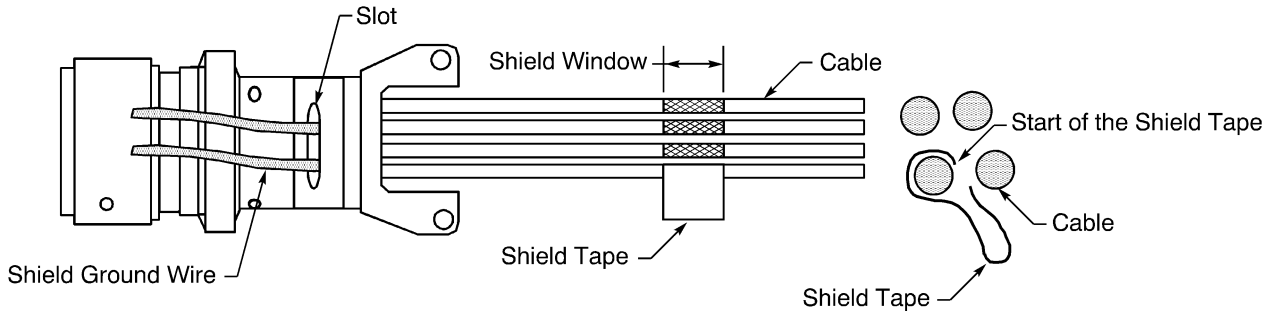 Slot
Shield Window
Cable
Start of the Shield Tape
Cable
Shield Tape
Shield Ground Wire
Shield Tape